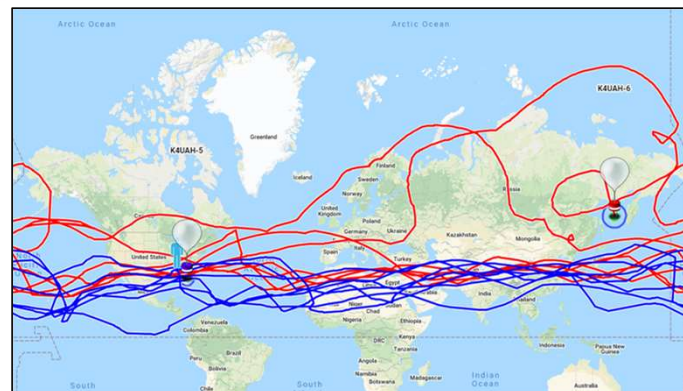 Arctic Ocean
Arctic Ocean
K4UAH-6
Greenland
K4UAH-5
Iceland
Finland
Sweden
Norway
Russia
United
Kingdom
Poland
Germany
Ukraine
Kazakhstan
Mongolia
Spain
Italy
Turkey
United States
Egypt
India
Thailand
Niger
Chad
Nigeria
Ethiopia
Venezuela
Colombia
DRC
Kenya
Tanzania
Indonesia
Papua New
Guinea
Peru
Brazil
Angola
Namibia
Botswana
Madagascar
Indian
Ocean
Bolivia
Chile
South
South
Australia